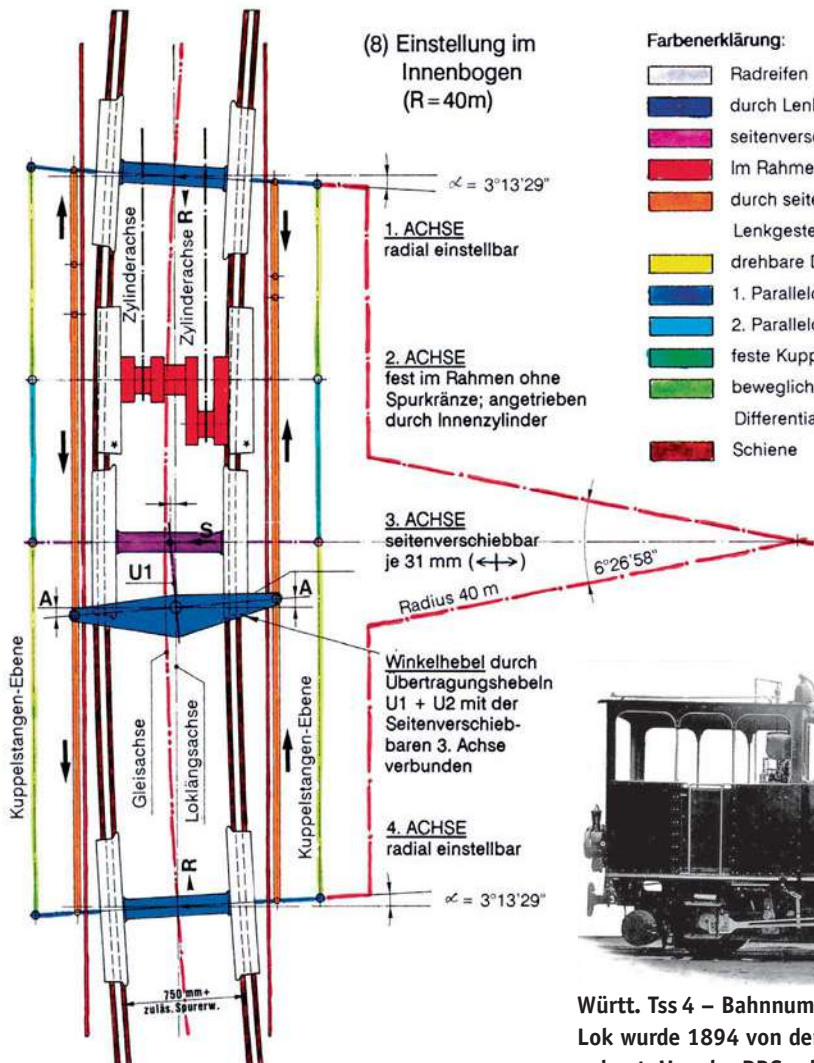 (8) Einstellung im
Innenbogen
(R = 40m)
Farbenerklärung:
Radreifen
durch Lenk
seitenversc
Im Rahme
durch seite
Lenkgeste
drehbare D
1. Parallelo
2. Parallelo
feste Kupp
beweglich
Differentia
Schiene
∝ = 3°13'29"
R
Zylinderachse
Zylinderachse
1. ACHSE
radial einstellbar
2. ACHSE
fest im Rahmen ohne
Spurkränze; angetrieben
durch Innenzylinder
*
*
3. ACHSE
seitenverschiebbar
je 31 mm (↔)
S
U1
A
A
6°26'58"
Radius 40 m
Winkelhebel durch
Übertragungshebeln
U1 + U2 mit der
Seitenverschieb-
baren 3. Achse
verbunden
Kuppelstangen-Ebene
Gleisachse
Loklängsachse
Kuppelstangen-Ebene
4. ACHSE
radial einstellbar
R
∝ = 3°13'29"
750 mm+
zuläs. Spurerw.
Württ. Tss 4 – Bahnnum
Lok wurde 1894 von de